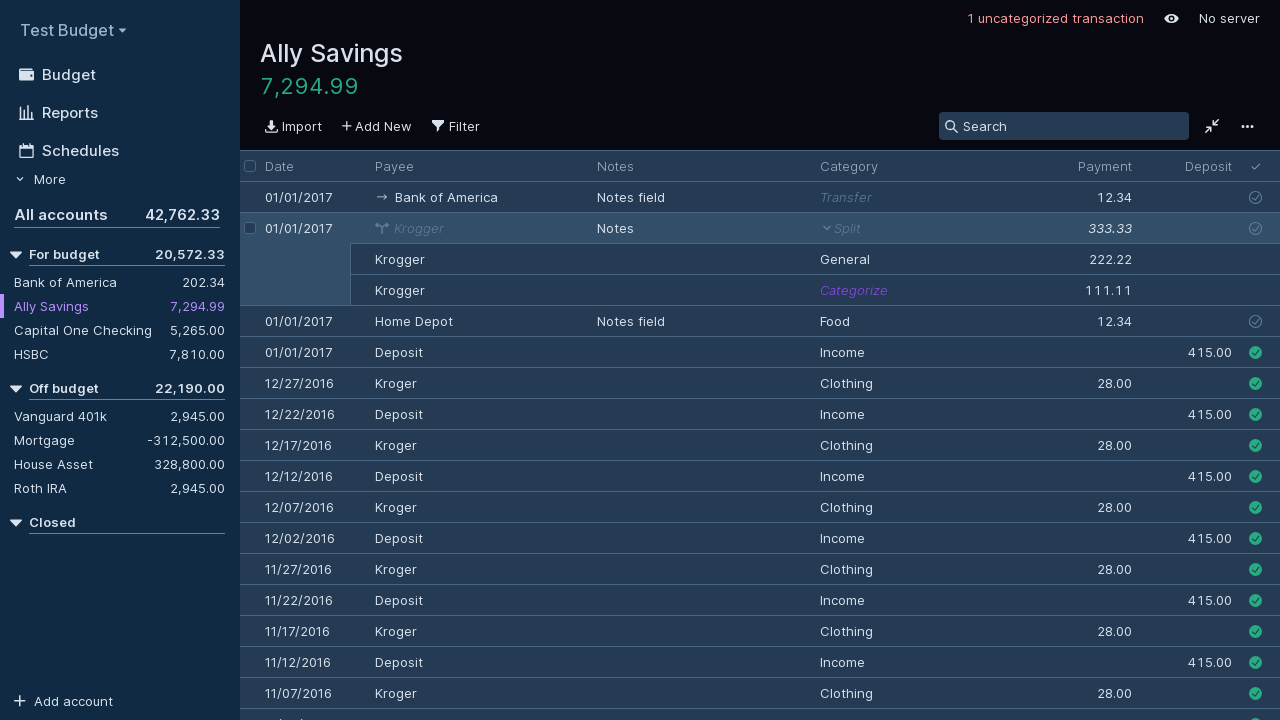 Test Budget
Budget
Reports
Schedules
More
All accounts 42,762.33
For budget 20,572.33
Bank of America 202.34
Ally Savings 7,294.99
Capital One Checking 5,265.00
HSBC 7,810.00
Off budget 22,190.00
Vanguard 401k 2,945.00
Mortgage -312,500.00
House Asset 328,800.00
Roth IRA 2,945.00
Closed
Add account
1 uncategorized transaction No server
Ally Savings
7,294.99
Import Add New Filter Search
Date Payee Notes Category Payment Deposit
01/01/2017 → Bank of America Notes field Transfer 12.34
01/01/2017 Krogger Notes Split 333.33
Krogger General 222.22
Krogger Categorize 111.11
01/01/2017 Home Depot Notes field Food 12.34
01/01/2017 Deposit Income 415.00
12/27/2016 Kroger Clothing 28.00
12/22/2016 Deposit Income 415.00
12/17/2016 Kroger Clothing 28.00
12/12/2016 Deposit Income 415.00
12/07/2016 Kroger Clothing 28.00
12/02/2016 Deposit Income 415.00
11/27/2016 Kroger Clothing 28.00
11/22/2016 Deposit Income 415.00
11/17/2016 Kroger Clothing 28.00
11/12/2016 Deposit Income 415.00
11/07/2016 Kroger Clothing 28.00